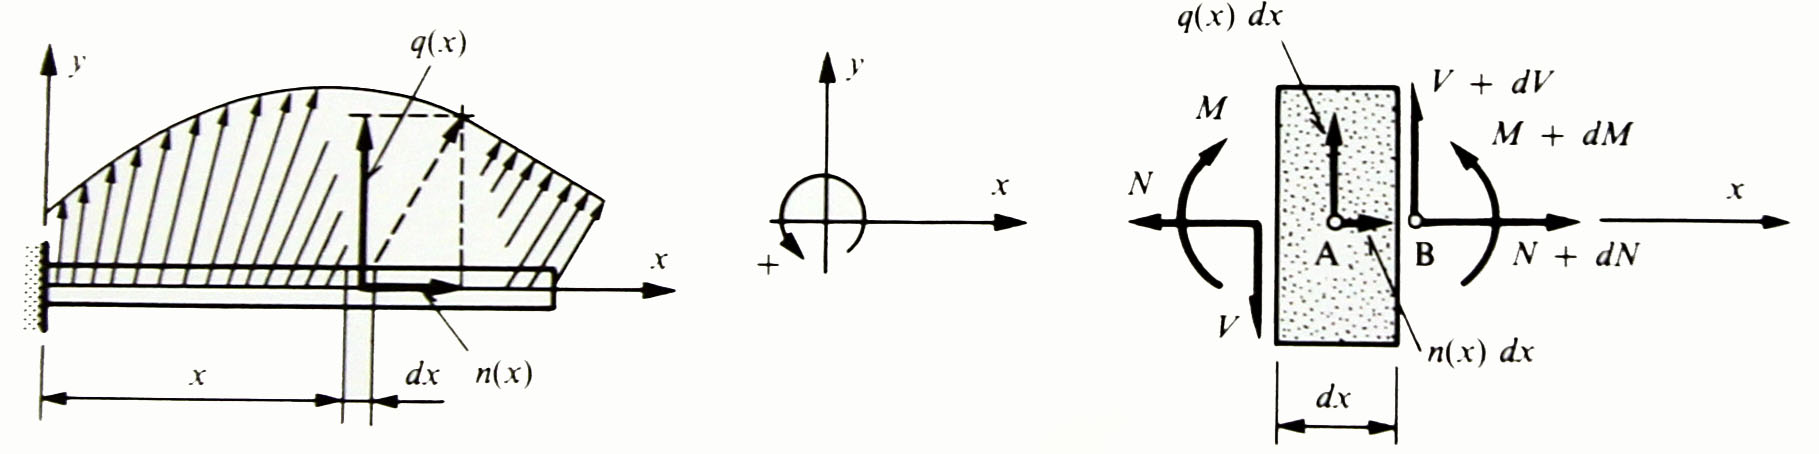 y
q(x)
x
x
dx
n(x)
y
x
+
q(x) dx
M
V + dV
M + dM
N
A
B
N + dN
V
n(x) dx
dx
x